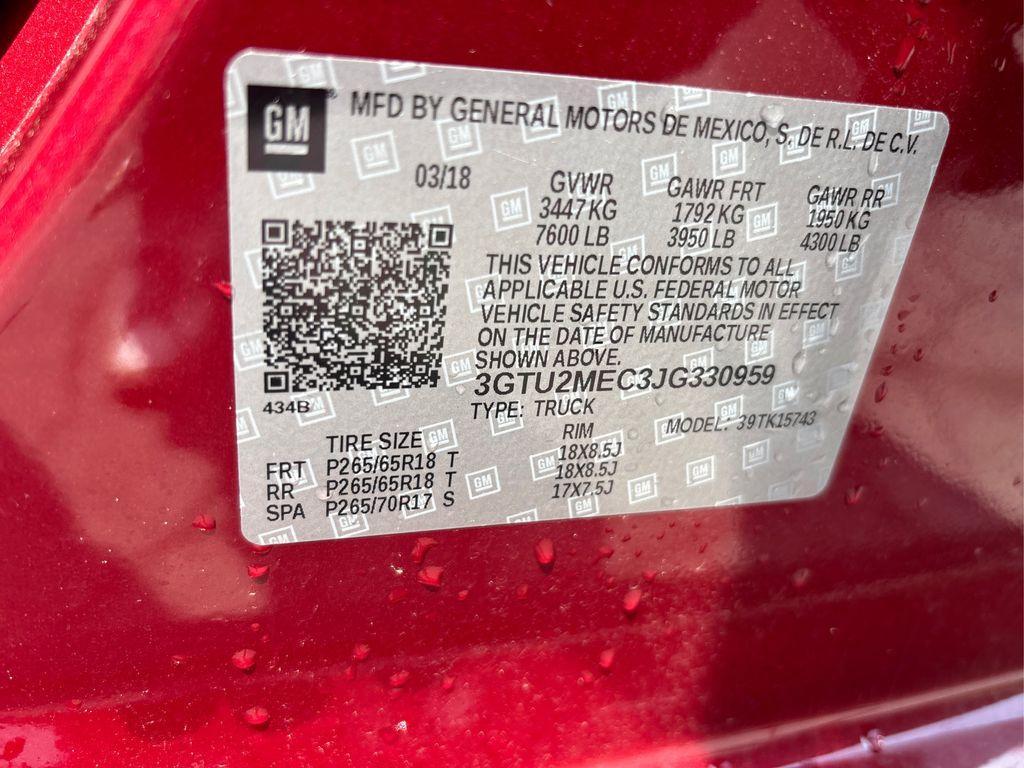 GM
MFD BY GENERAL MOTORS DE MEXICO, S. DE R.L. DE C.V.
03/18
GVWR GAWR FRT GAWR RR
3447 KG 1792 KG 1950 KG
7600 LB 3950 LB 4300 LB
THIS VEHICLE CONFORMS TO ALL
APPLICABLE U.S. FEDERAL MOTOR
VEHICLE SAFETY STANDARDS IN EFFECT
ON THE DATE OF MANUFACTURE
SHOWN ABOVE.
3GTU2MEC3JG330959
434B
TYPE: TRUCK MODEL: 39TK15743
TIRE SIZE RIM
FRT P265/65R18 T 18X8.5J
RR P265/65R18 T 18X8.5J
SPA P265/70R17 S 17X7.5J